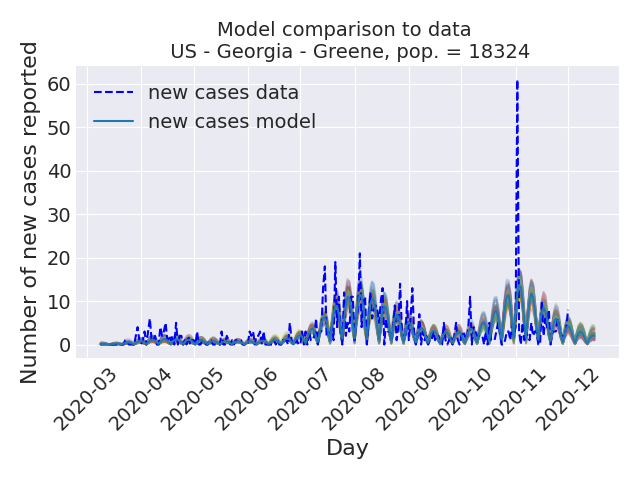 Model comparison to data
US - Georgia - Greene, pop. = 18324
Number of new cases reported
60
50
40
30
20
10
0
new cases data
new cases model
2020-03
2020-04
2020-05
2020-06
2020-07
2020-08
2020-09
2020-10
2020-11
2020-12
Day